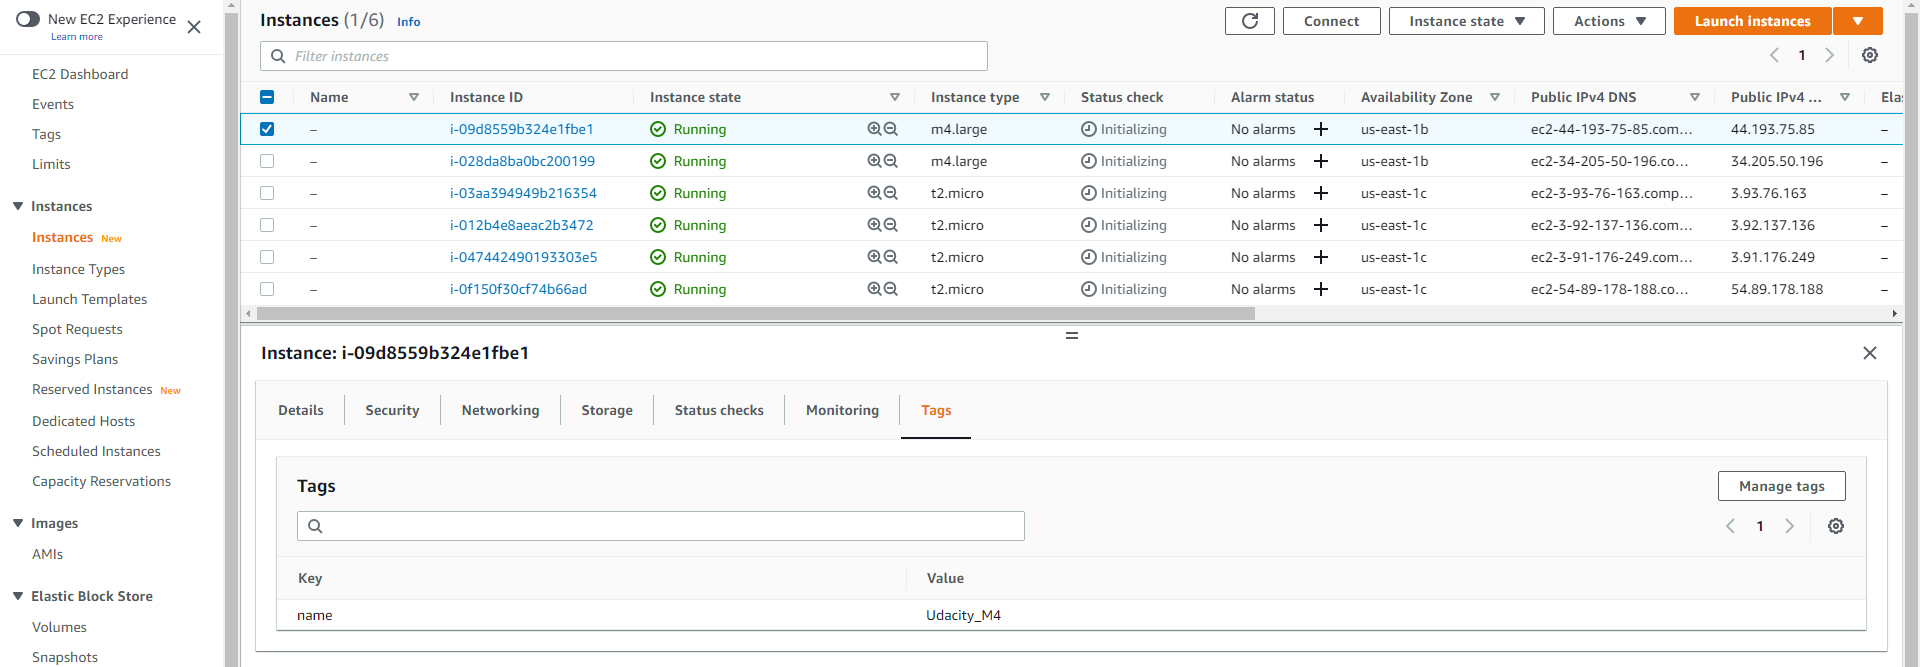 New EC2 Experience
Learn more
EC2 Dashboard
Events
Tags
Limits
Instances
Instances New
Instance Types
Launch Templates
Spot Requests
Savings Plans
Reserved Instances New
Dedicated Hosts
Scheduled Instances
Capacity Reservations
Images
AMIs
Elastic Block Store
Volumes
Snapshots
Instances (1/6) Info
Connect Instance state Actions Launch instances
Filter instances
1
Name Instance ID Instance state Instance type Status check Alarm status Availability Zone Public IPv4 DNS Public IPv4 ... Elas
– i-09d8559b324e1fbe1 Running m4.large Initializing No alarms + us-east-1b ec2-44-193-75-85.com... 44.193.75.85 –
– i-028da8ba0bc200199 Running m4.large Initializing No alarms + us-east-1b ec2-34-205-50-196.co... 34.205.50.196 –
– i-03aa394949b216354 Running t2.micro Initializing No alarms + us-east-1c ec2-3-93-76-163.comp... 3.93.76.163 –
– i-012b4e8aeac2b3472 Running t2.micro Initializing No alarms + us-east-1c ec2-3-92-137-136.com... 3.92.137.136 –
– i-047442490193303e5 Running t2.micro Initializing No alarms + us-east-1c ec2-3-91-176-249.com... 3.91.176.249 –
– i-0f150f30cf74b66ad Running t2.micro Initializing No alarms + us-east-1c ec2-54-89-178-188.co... 54.89.178.188 –
Instance: i-09d8559b324e1fbe1
Details Security Networking Storage Status checks Monitoring Tags
Tags
Manage tags
1
Key Value
name Udacity_M4